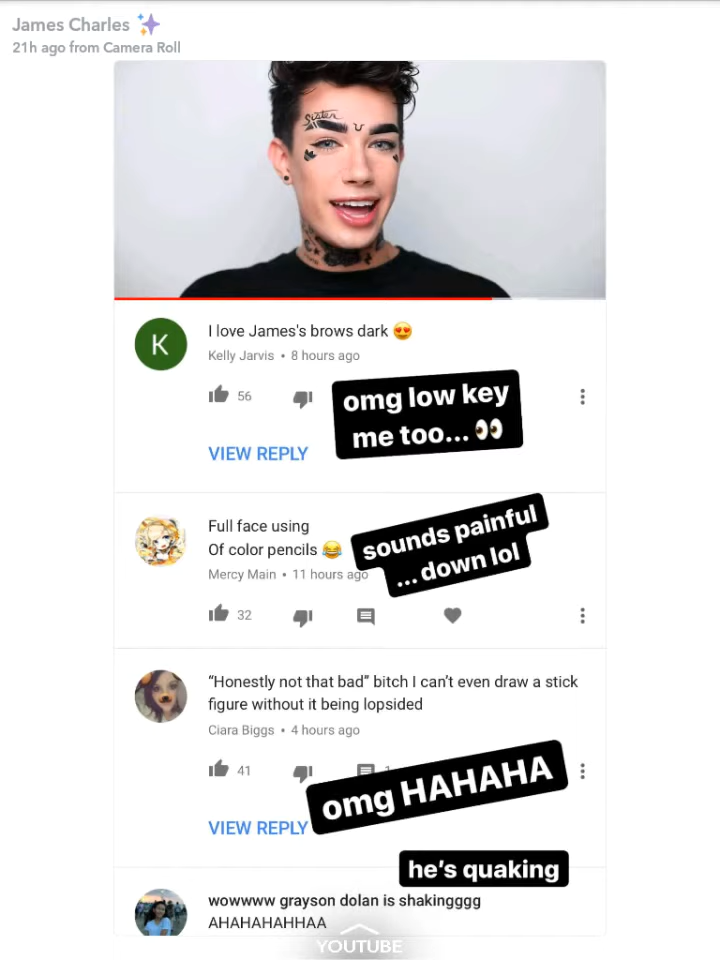 James Charles ✨
21h ago from Camera Roll
Sister
K
I love James's brows dark 😍
Kelly Jarvis • 8 hours ago
56
omg low key
me too... 👀
VIEW REPLY
Full face using
Of color pencils 😂
Mercy Main • 11 hours ago
sounds painful
... down lol
32
“Honestly not that bad” bitch I can’t even draw a stick
figure without it being lopsided
Ciara Biggs • 4 hours ago
41
1
omg HAHAHA
VIEW REPLY
he’s quaking
wowwww grayson dolan is shakingggg
AHAHAHAHHAA
YOUTUBE